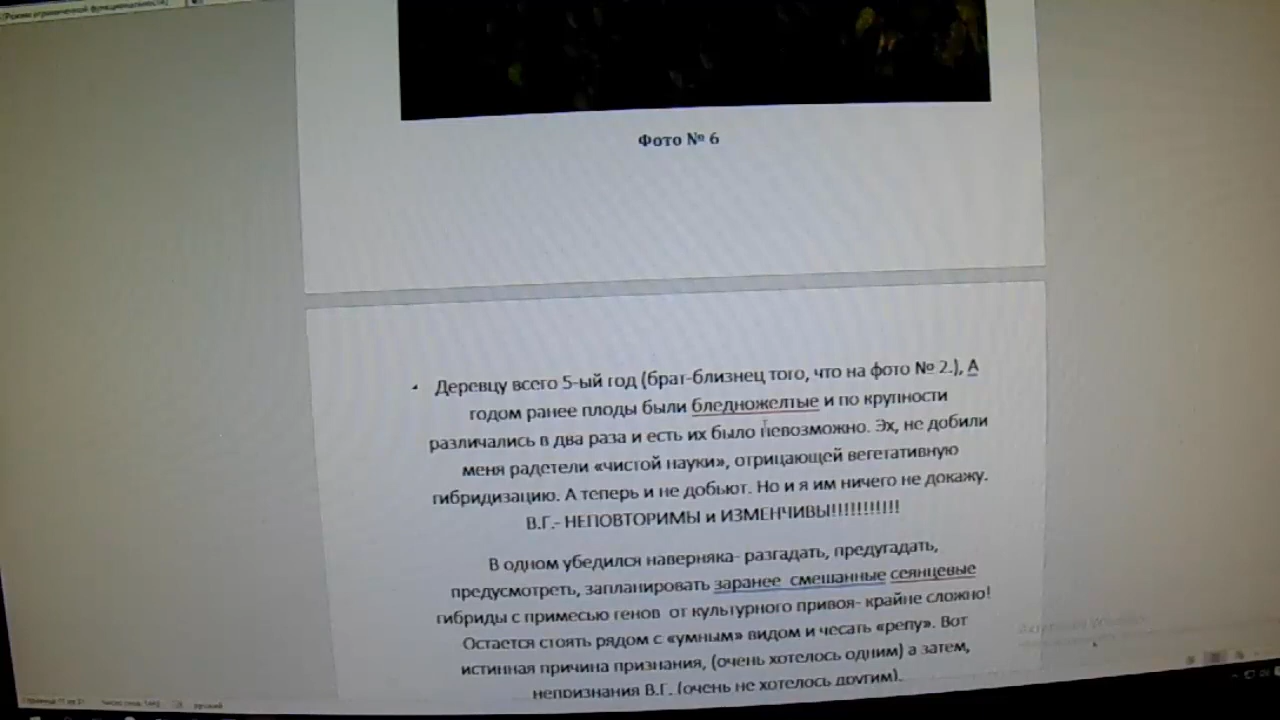 [Режим ограниченной функциональности]
Фото № 6
Деревцу всего 5-ый год (брат-близнец того, что на фото № 2.), А
годом ранее плоды были бледножелтые и по крупности
различались в два раза и есть их было невозможно. Эх, не добили
меня радетели «чистой науки», отрицающей вегетативную
гибридизацию. А теперь и не добьют. Но и я им ничего не докажу.
В.Г.- НЕПОВТОРИМЫ и ИЗМЕНЧИВЫ!!!!!!!!!!!
В одном убедился наверняка- разгадать, предугадать,
предусмотреть, запланировать заранее смешанные сеянцевые
гибриды с примесью генов от культурного привоя- крайне сложно!
Остается стоять рядом с «умным» видом и чесать «репу». Вот
истинная причина признания, (очень хотелось одним) а затем,
непризнания В.Г. (очень не хотелось другим).
русский